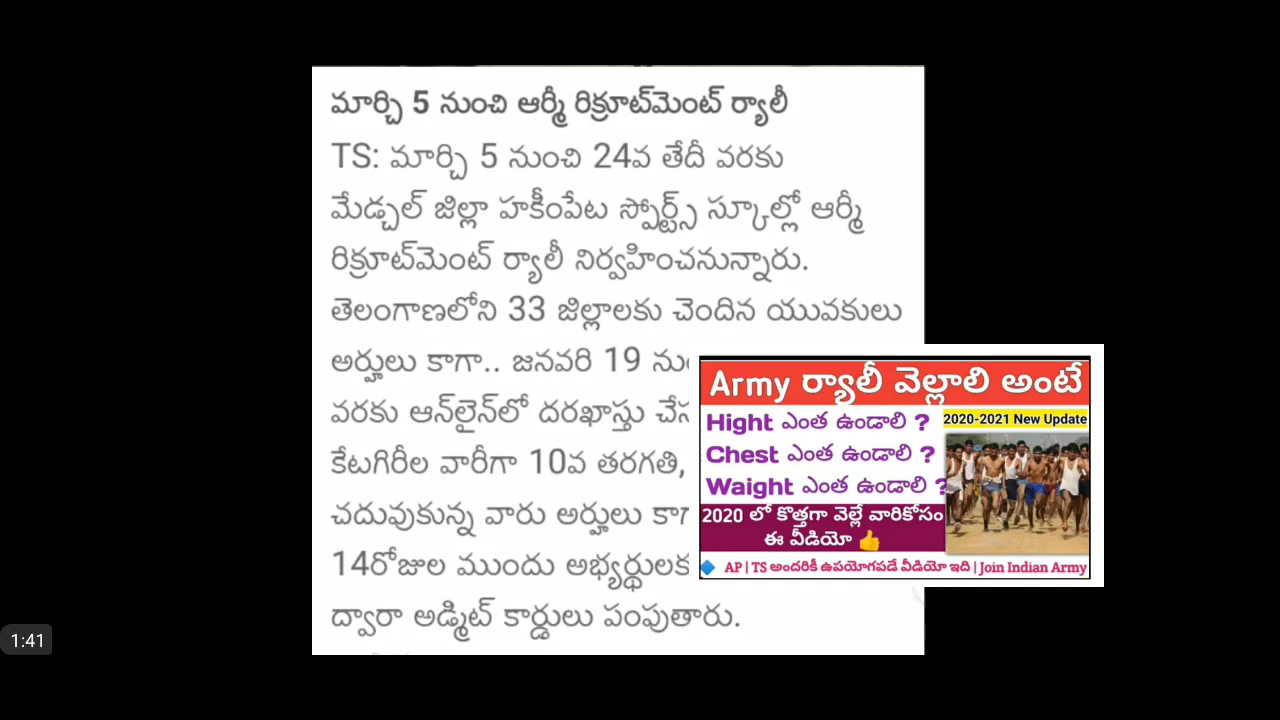 మార్చి 5 నుంచి ఆర్మీ రిక్రూట్‌మెంట్ ర్యాలీ
TS: మార్చి 5 నుంచి 24వ తేదీ వరకు
మేడ్చల్ జిల్లా హకీంపేట స్పోర్ట్స్ స్కూల్లో ఆర్మీ
రిక్రూట్‌మెంట్ ర్యాలీ నిర్వహించనున్నారు.
తెలంగాణలోని 33 జిల్లాలకు చెందిన యువకులు
అర్హులు కాగా.. జనవరి 19
వరకు ఆన్‌లైన్‌లో దరఖాస్తు
కేటగిరీల వారీగా 10వ తరగతి,
చదువుకున్న వారు అర్హులు
14రోజుల ముందు
ద్వారా అడ్మిట్ కార్డులు పంపుతారు.
Army ర్యాలీ వెల్లాలి అంటే
Hight ఎంత ఉండాలి ?
2020-2021 New Update
Chest ఎంత ఉండాలి ?
Waight ఎంత ఉండాలి ?
2020 లో కొత్తగా వెల్లే వారికోసం
ఈ వీడియో 👍
🔷 AP | TS అందరికీ ఉపయోగపడే వీడియో ఇది | Join Indian Army
1:41